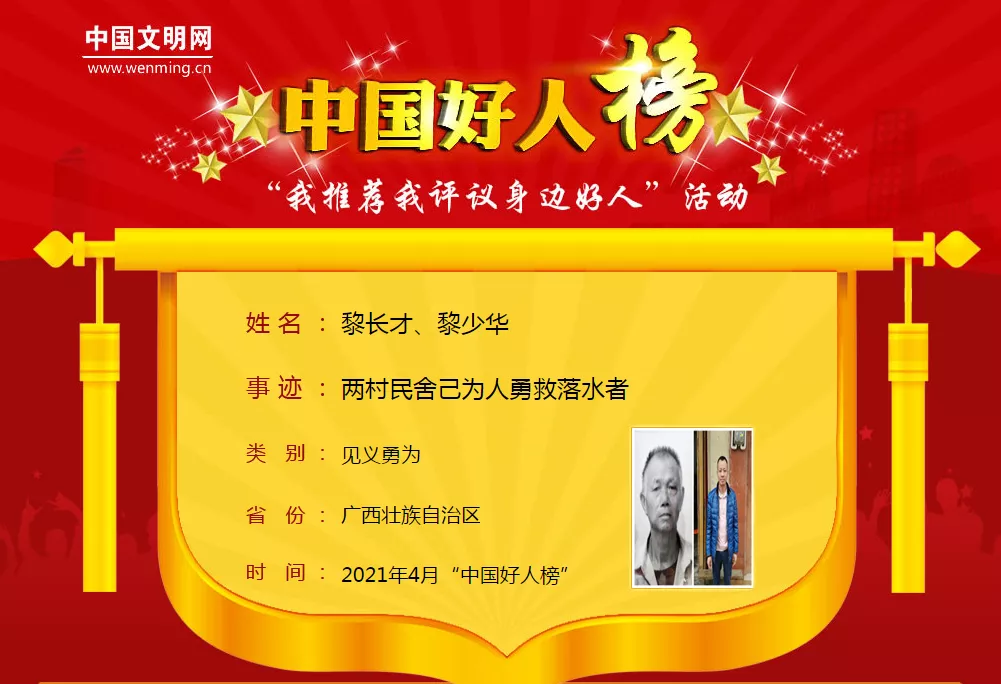 中国文明网
www.wenming.cn
中国好人榜
“我推荐我评议身边好人”活动
姓名：黎长才、黎少华
事迹：两村民舍己为人勇救落水者
类别：见义勇为
省份：广西壮族自治区
时间：2021年4月“中国好人榜”